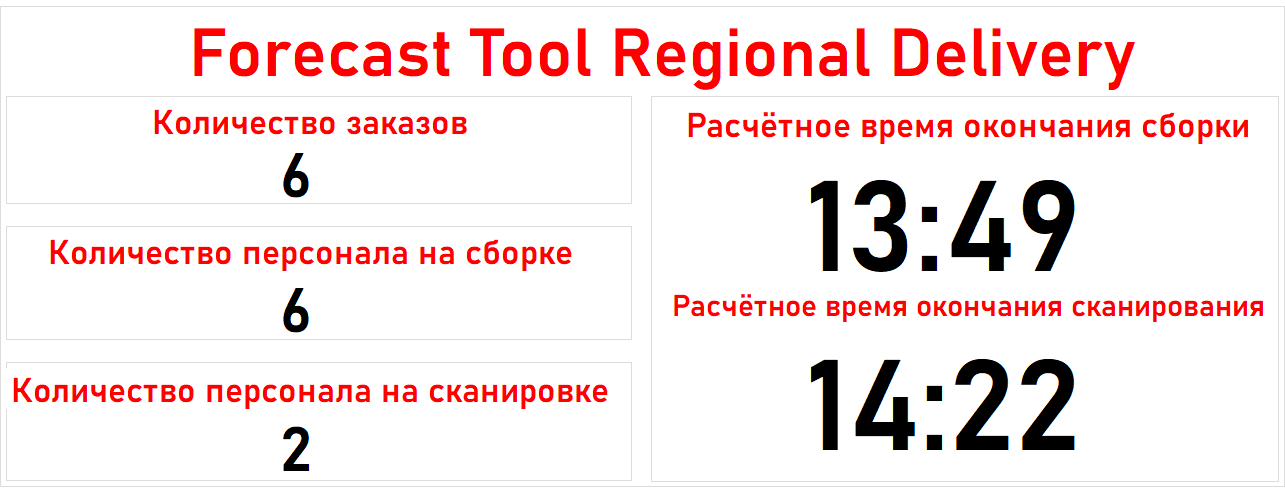 Forecast Tool Regional Delivery
Количество заказов
6
Количество персонала на сборке
6
Количество персонала на сканировке
2
Расчётное время окончания сборки
13:49
Расчётное время окончания сканирования
14:22